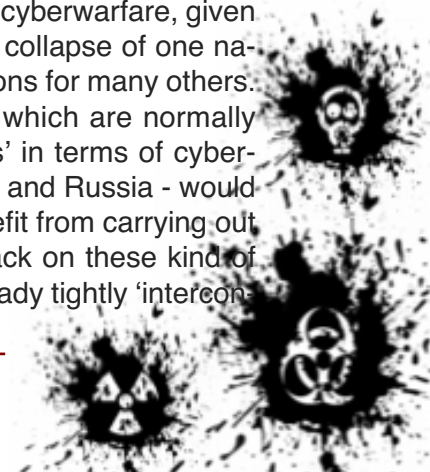 cyberwarfare, given
collapse of one na-
ons for many others.
which are normally
s’ in terms of cyber-
and Russia - would
efit from carrying out
ack on these kind of
ady tightly ‘intercon-